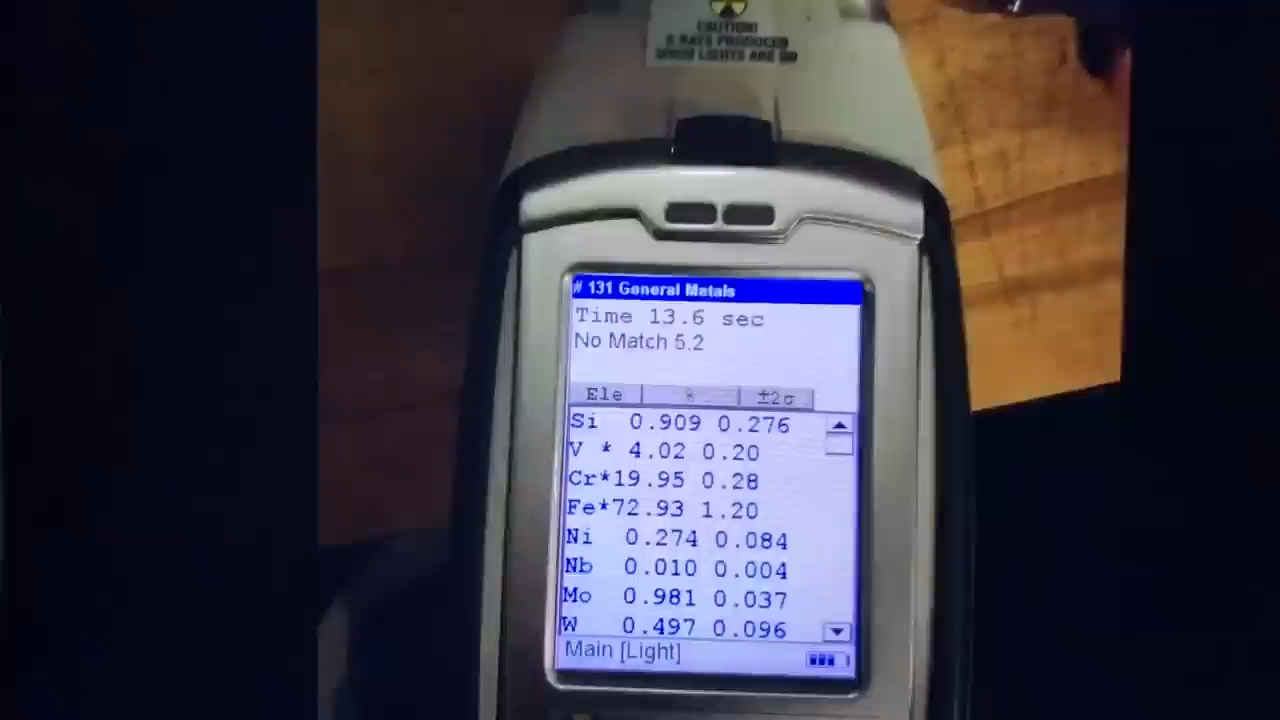 CAUTION!
X RAYS PRODUCED
WHEN LIGHTS ARE ON
# 131 General Metals
Time 13.6 sec
No Match 5.2
Ele % ±2σ
Si 0.909 0.276
V * 4.02 0.20
Cr*19.95 0.28
Fe*72.93 1.20
Ni 0.274 0.084
Nb 0.010 0.004
Mo 0.981 0.037
W 0.497 0.096
Main [Light]